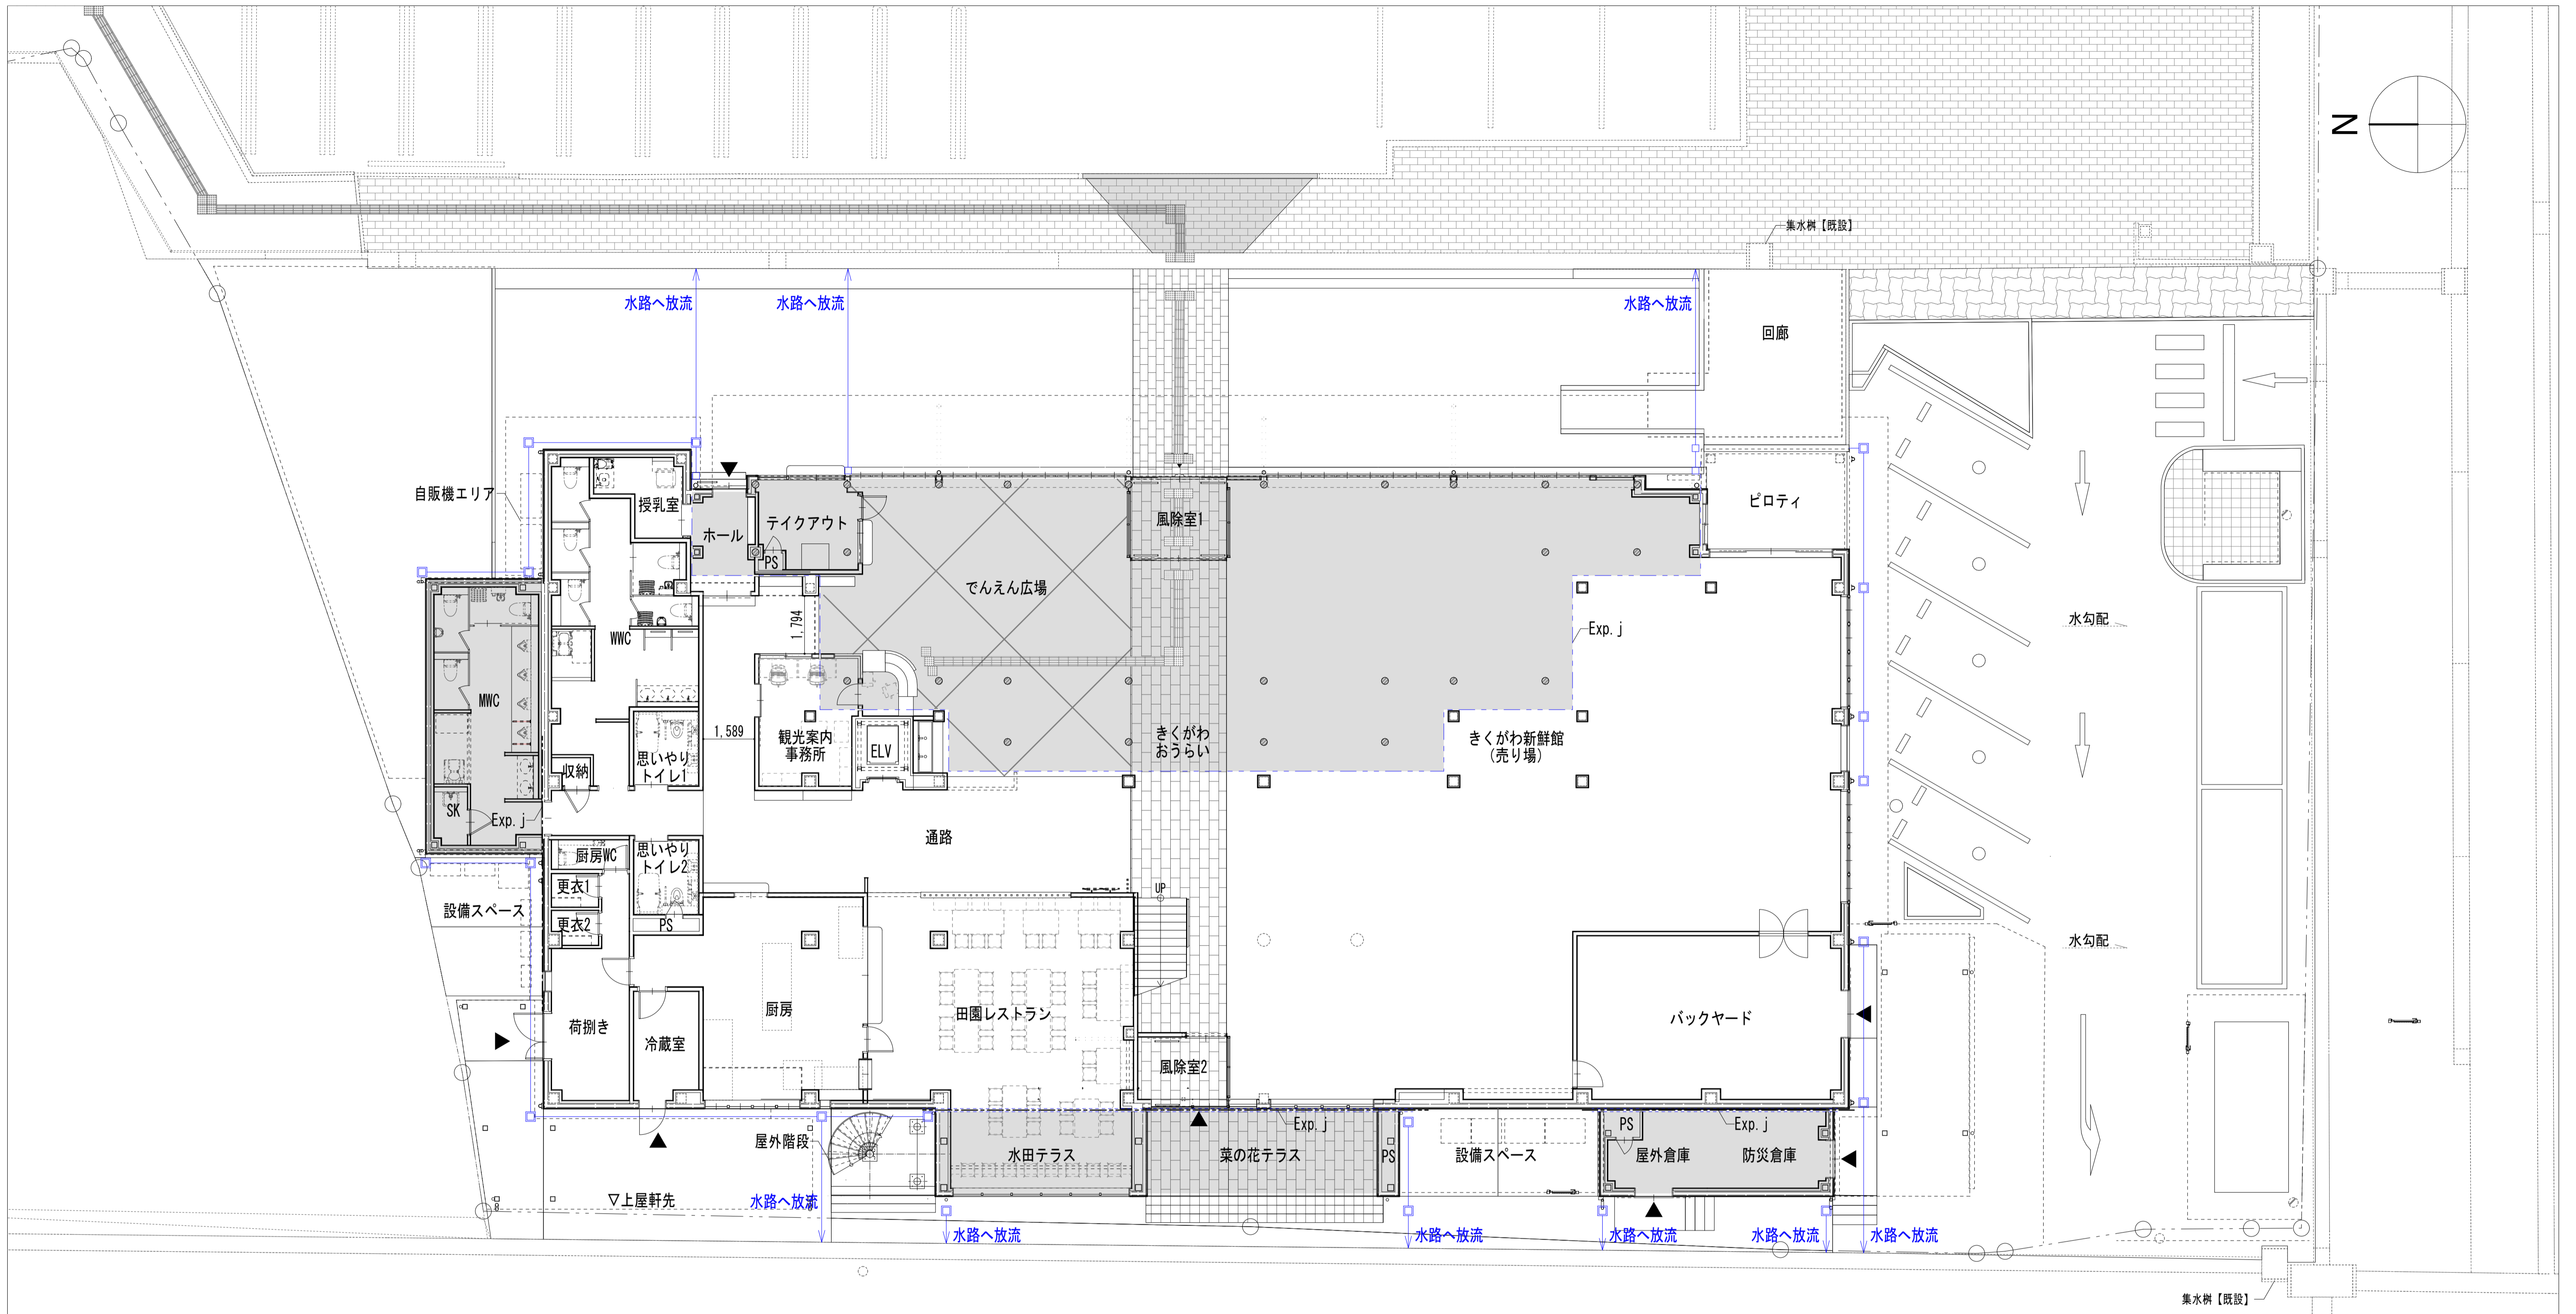 N
集水桝【既設】
水路へ放流
水路へ放流
水路へ放流
回廊
自販機エリア
授乳室
ホール
テイクアウト
PS
風除室1
ピロティ
でんえん広場
1,794
Exp.j
水勾配
WWC
MWC
1,589
観光案内
事務所
ELV
きくがわ
おうらい
きくがわ新鮮館
(売り場)
思いやり
トイレ1
収納
SK
Exp.j
通路
厨房WC
思いやり
トイレ2
更衣1
更衣2
PS
設備スペース
UP
水勾配
荷捌き
冷蔵室
厨房
田園レストラン
風除室2
バックヤード
屋外階段
水田テラス
菜の花テラス
Exp.j
PS
設備スペース
PS
屋外倉庫
Exp.j
防災倉庫
▽上屋軒先
水路へ放流
水路へ放流
水路へ放流
水路へ放流
水路へ放流
水路へ放流
集水桝【既設】